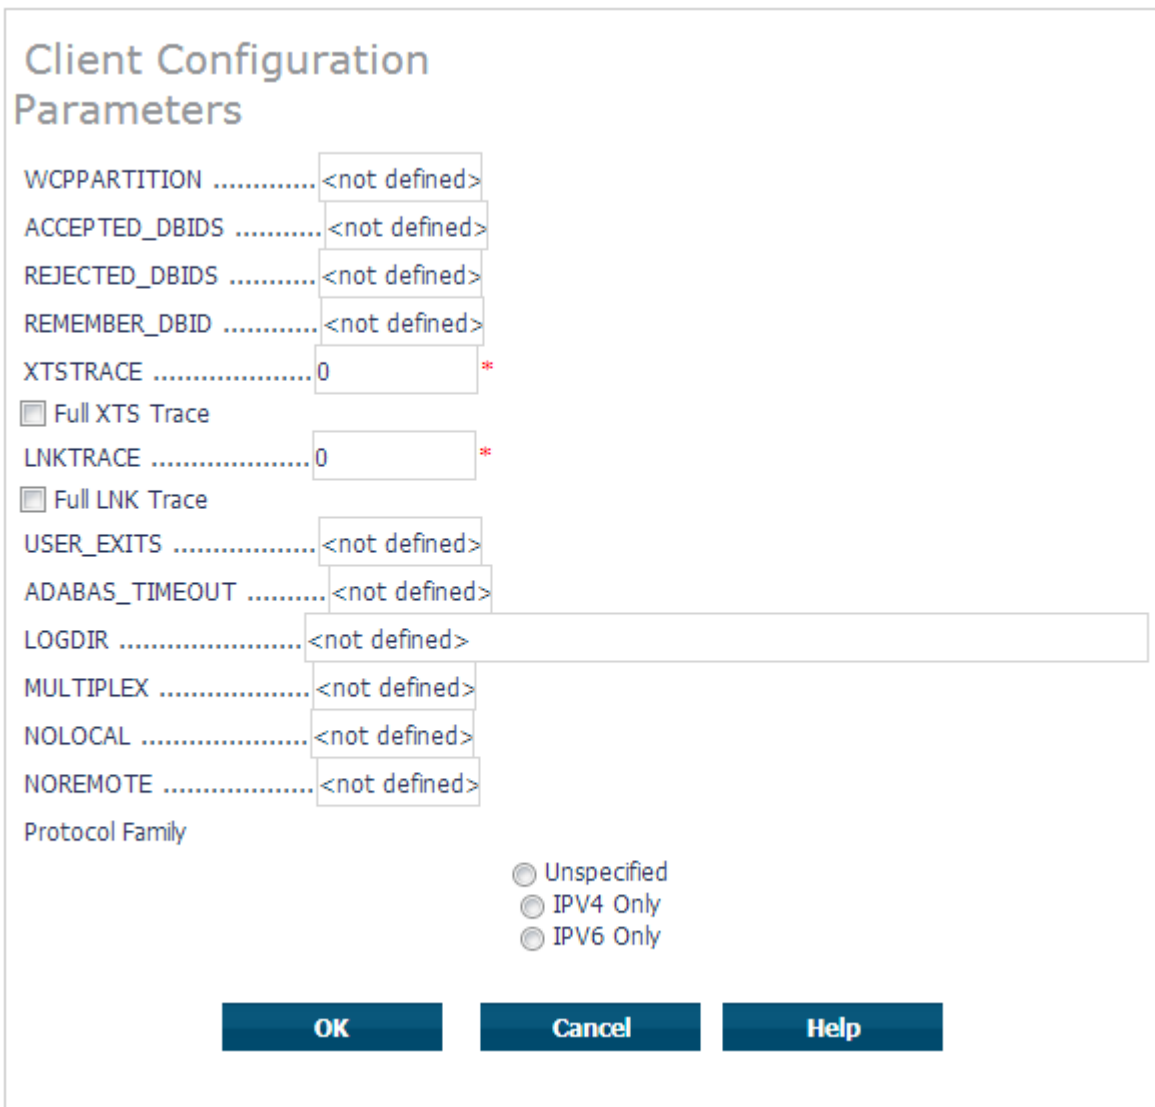 Client Configuration
Parameters
WCPPARTITION ............. <not defined>
ACCEPTED_DBIDS ........... <not defined>
REJECTED_DBIDS ........... <not defined>
REMEMBER_DBID ............ <not defined>
XTSTRACE .................... 0 *
Full XTS Trace
LNKTRACE .................... 0 *
Full LNK Trace
USER_EXITS .................. <not defined>
ADABAS_TIMEOUT .......... <not defined>
LOGDIR ....................... <not defined>
MULTIPLEX ................... <not defined>
NOLOCAL ..................... <not defined>
NOREMOTE ................... <not defined>
Protocol Family
Unspecified
IPV4 Only
IPV6 Only
OK Cancel Help